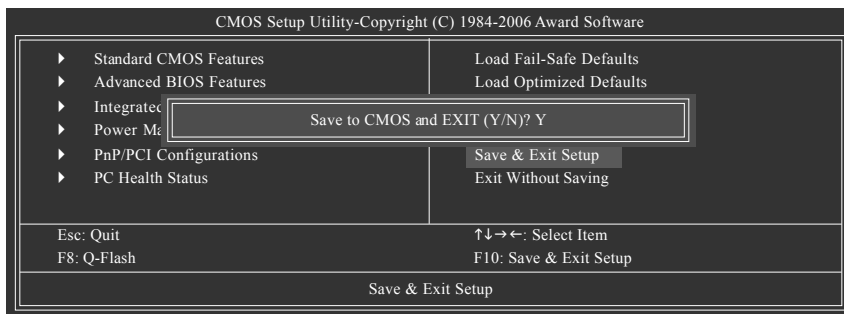 CMOS Setup Utility-Copyright (C) 1984-2006 Award Software
Standard CMOS Features
Advanced BIOS Features
Integrated
Power Ma
PnP/PCI Configurations
PC Health Status
Load Fail-Safe Defaults
Load Optimized Defaults
Save to CMOS and EXIT (Y/N)? Y
Save & Exit Setup
Exit Without Saving
Esc: Quit
↑↓→←: Select Item
F8: Q-Flash
F10: Save & Exit Setup
Save & Exit Setup